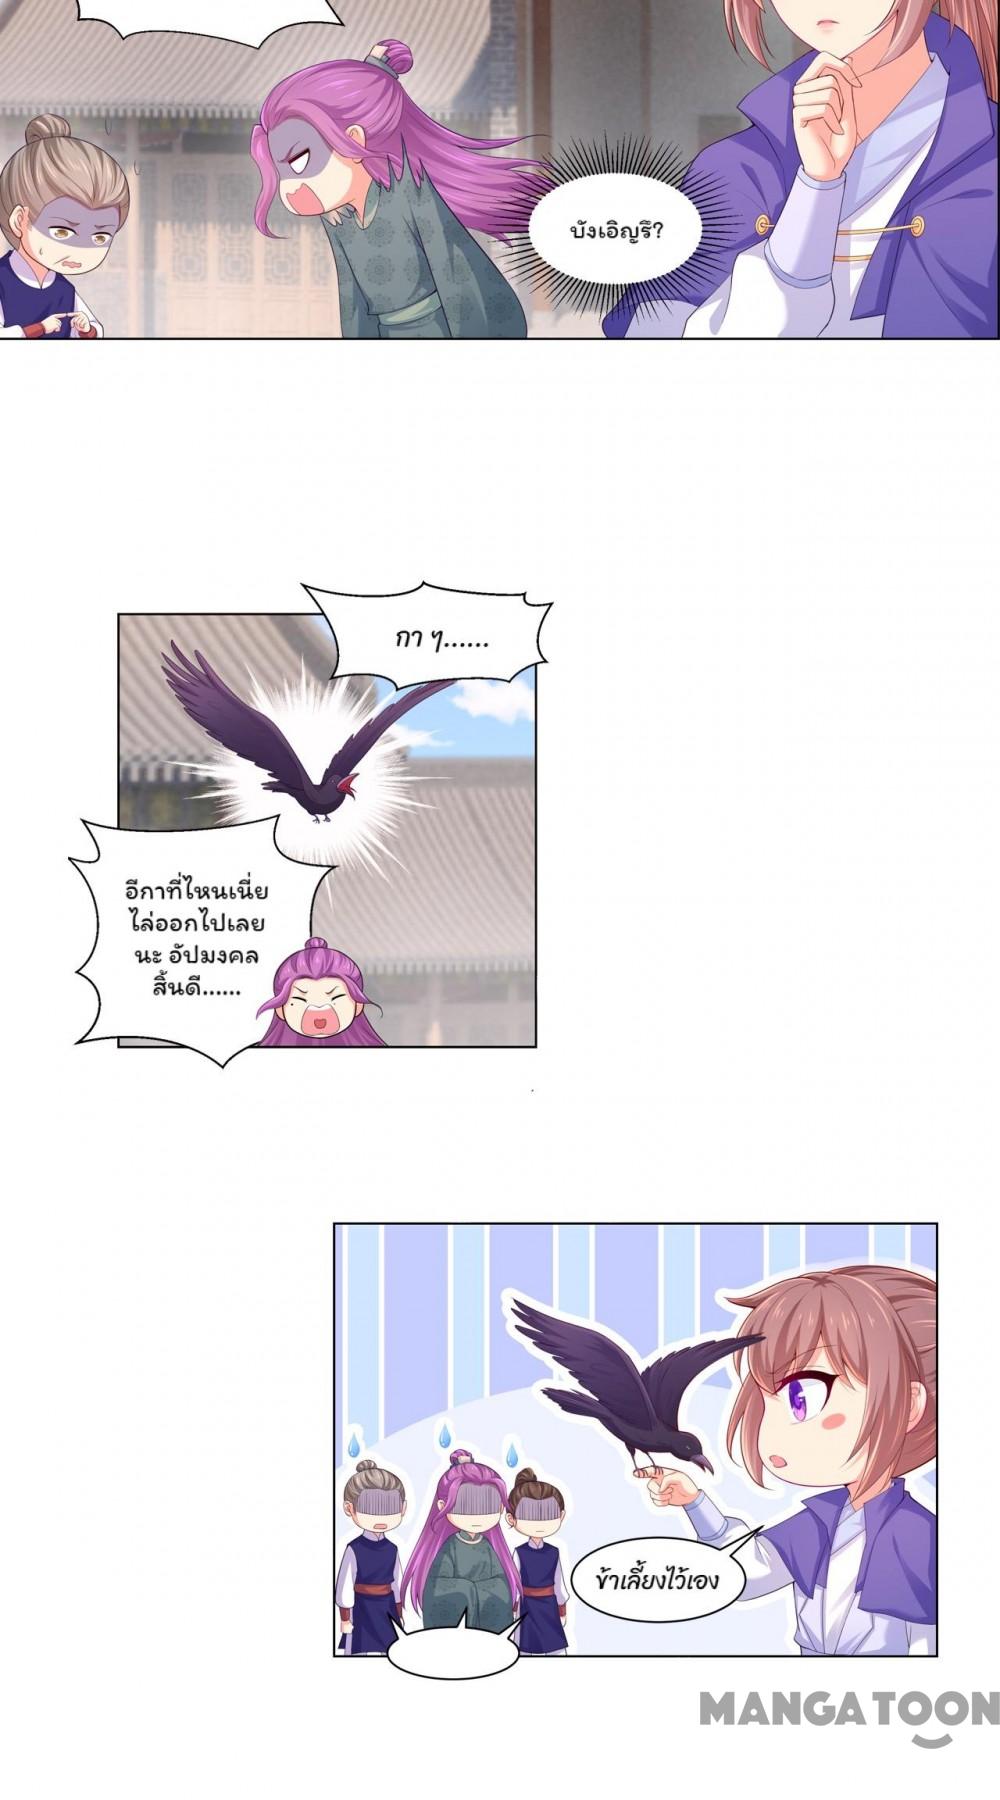 บังเอิญรึ?
กา ๆ......
อีกาที่ไหนเนี่ย
ไล่ออกไปเลย
นะ อัปมงคล
สิ้นดี......
ข้าเลี้ยงไว้เอง
MANGATOON